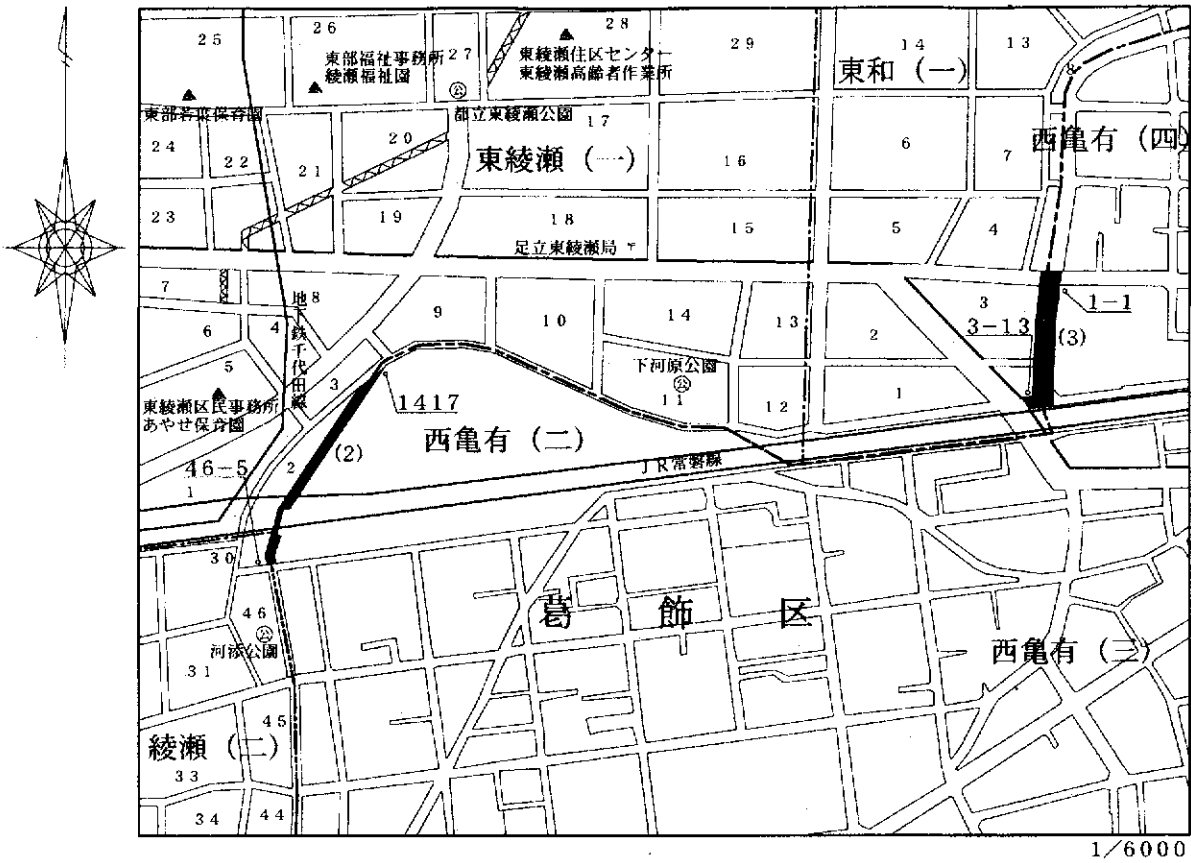 25
26
27
28
29
14
13
東部福祉事務所
綾瀬福祉園
東綾瀬住区センター
東綾瀬高齢者作業所
東和 (一)
8
公
東部若葉保育園
都立東綾瀬公園
24
22
21
20
17
東綾瀬 (一)
16
6
7
西亀有 (四)
23
19
18
15
5
4
足立東綾瀬局 〒
7
8
地下鉄千代田線
6
4
9
10
14
13
2
3
1-1
3-13
(3)
5
3
下河原公園
公
11
12
1
東綾瀬区民事務所
あやせ保育園
1417
西亀有 (二)
46-5
2
(2)
1
JR常磐線
30
46
公
河添公園
葛飾区
31
西亀有 (三)
45
綾瀬 (二)
33
34
44
1/6000